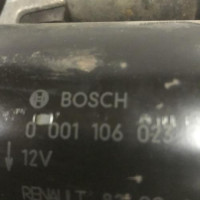 BOSCH
0 001 106 023
↓ 12V
RENAULT